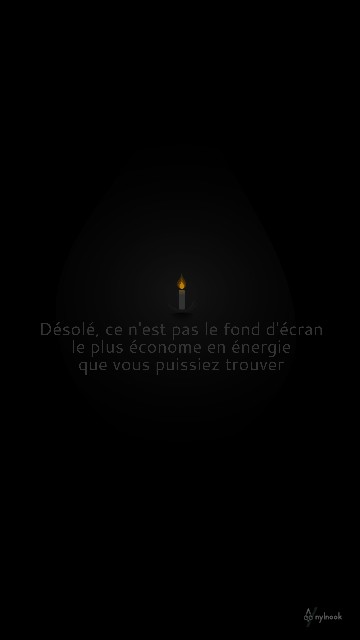 Désolé, ce n'est pas le fond d'écran
le plus économe en énergie
que vous puissiez trouver
nylnook